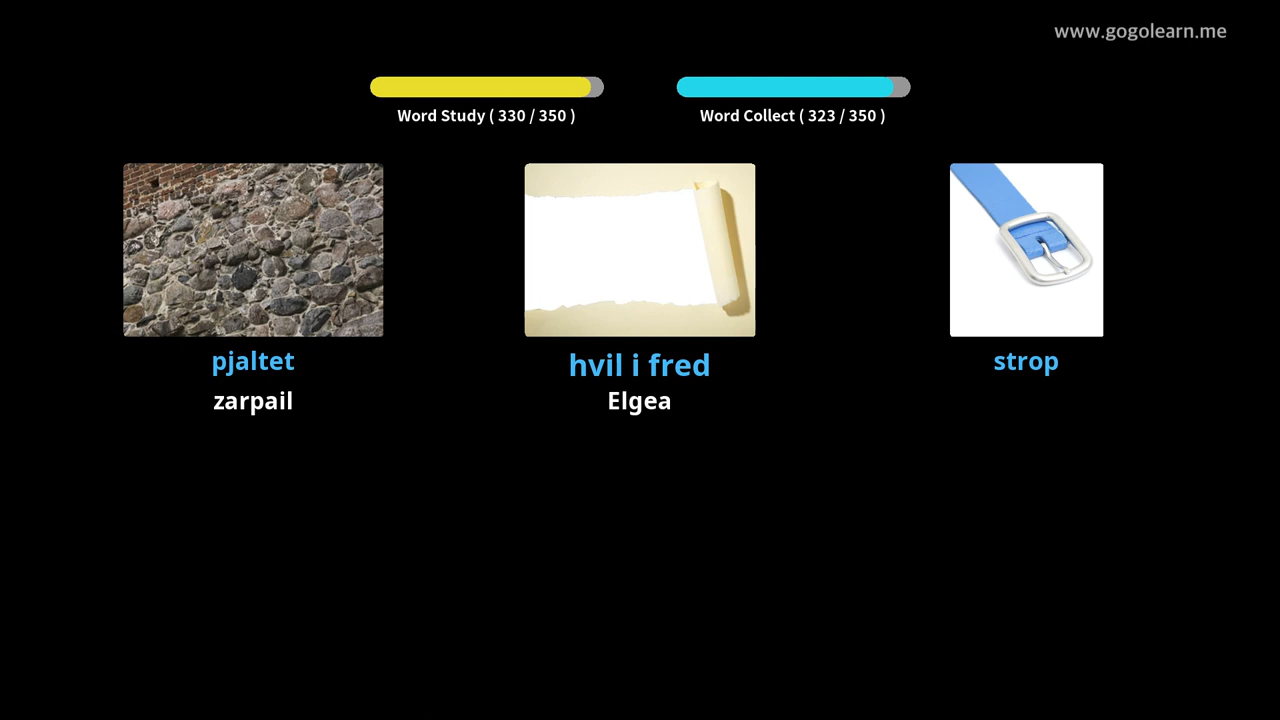 www.gogolearn.me
Word Study ( 330 / 350 )
Word Collect ( 323 / 350 )
pjaltet
hvil i fred
strop
zarpail
Elgea